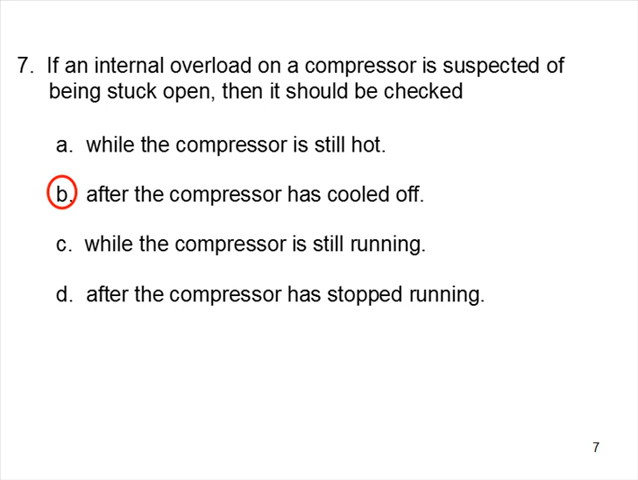 7. If an internal overload on a compressor is suspected of
being stuck open, then it should be checked
a. while the compressor is still hot.
b. after the compressor has cooled off.
c. while the compressor is still running.
d. after the compressor has stopped running.
7